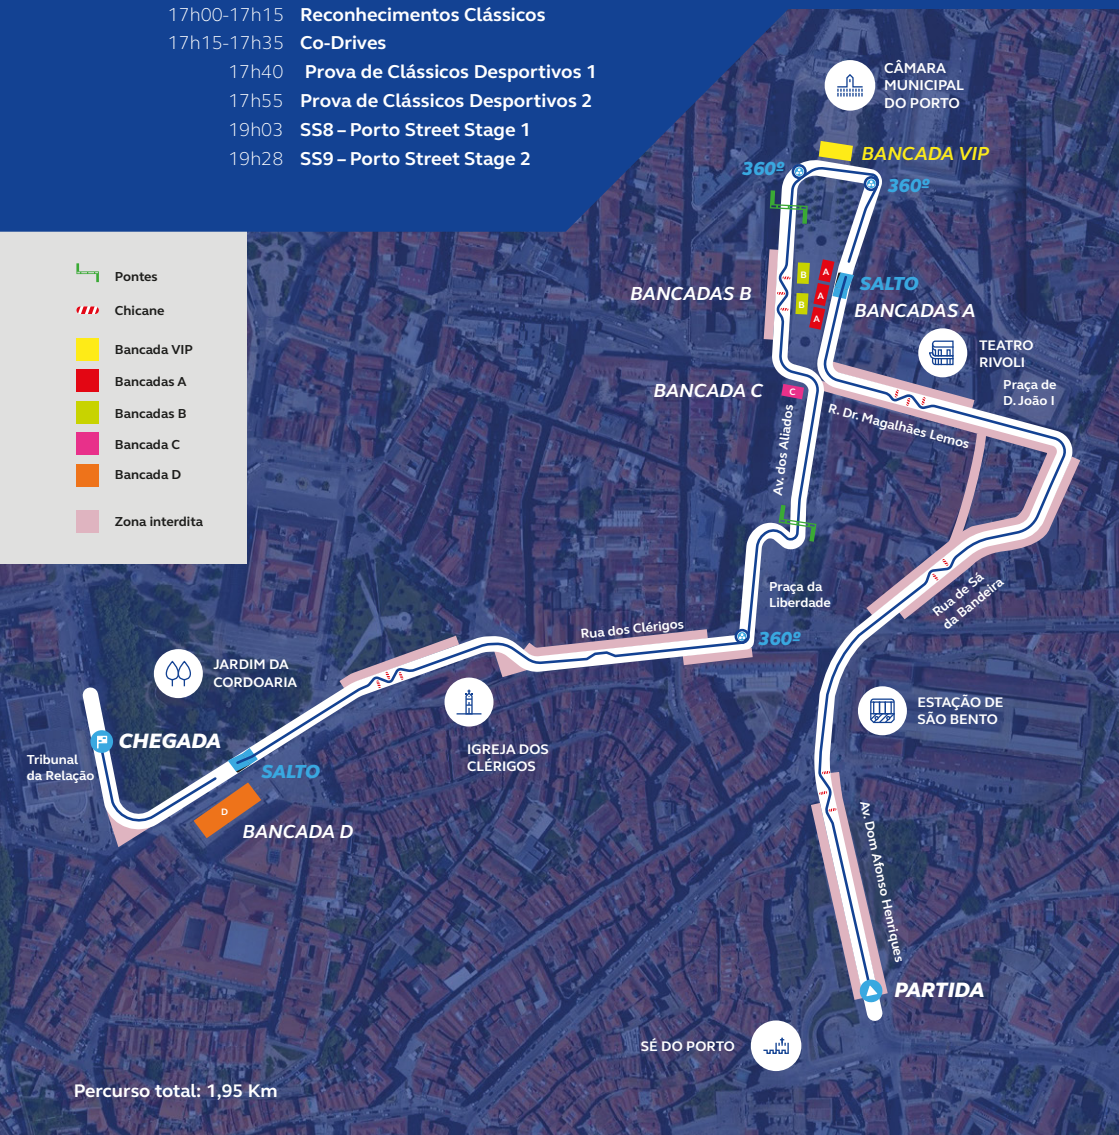 17h00-17h15 Reconhecimentos Clássicos
17h15-17h35 Co-Drives
17h40 Prova de Clássicos Desportivos 1
17h55 Prova de Clássicos Desportivos 2
19h03 SS8 – Porto Street Stage 1
19h28 SS9 – Porto Street Stage 2
CÂMARA
MUNICIPAL
DO PORTO
BANCADA VIP
360º
360º
Pontes
Chicane
Bancada VIP
Bancadas A
Bancadas B
Bancada C
Bancada D
Zona interdita
BANCADAS B
B
B
A
A
A
SALTO
BANCADAS A
TEATRO
RIVOLI
Praça de
D. João I
BANCADA C
C
R. Dr. Magalhães Lemos
Av. dos Aliados
Praça da
Liberdade
Rua de Sá
da Bandeira
Rua dos Clérigos
360º
JARDIM DA
CORDOARIA
ESTAÇÃO DE
SÃO BENTO
CHEGADA
Tribunal
da Relação
IGREJA DOS
CLÉRIGOS
SALTO
D
BANCADA D
Av. Dom Afonso Henriques
PARTIDA
SÉ DO PORTO
Percurso total: 1,95 Km